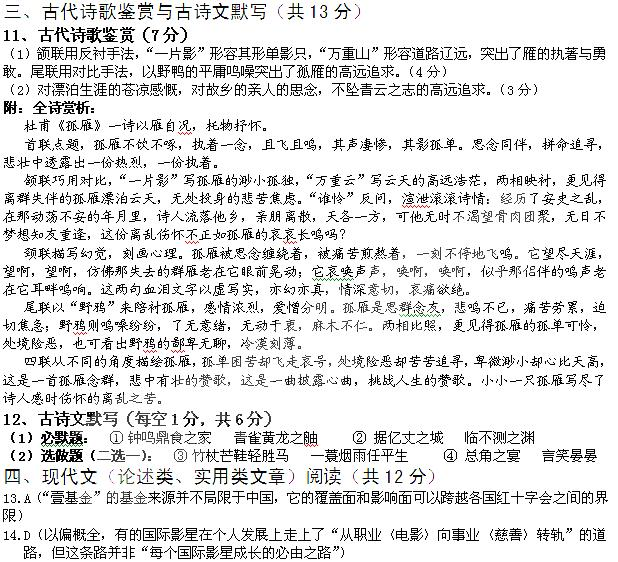 三、古代诗歌鉴赏与古诗文默写（共13分）
11、古代诗歌鉴赏（7分）
（1）颔联用反衬手法，“一片影”形容其形单影只，“万重山”形容道路辽远，突出了雁的执著与勇
敢。尾联用对比手法，以野鸭的平庸鸣噪突出了孤雁的高远追求。（4分）
（2）对漂泊生涯的苍凉感慨，对故乡的亲人的思念，不坠青云之志的高远追求。（3分）
附：全诗赏析：
杜甫《孤雁》一诗以雁自况，托物抒怀。
首联点题，孤雁不饮不啄，执着一念，且飞且鸣，其声凄惨，其影孤单。思念同伴，拼命追寻，
悲壮中透露出一份热烈，一份执着。
颔联巧用对比，“一片影”写孤雁的渺小孤独，“万重云”写云天的高远浩茫，两相映衬，更见得
离群失伴的孤雁漂泊云天，无处投身的悲苦焦虑。“谁怜”反问，渲泄滚滚诗情；经历了安史之乱，
在那动荡不安的年月里，诗人流落他乡，亲朋离散，天各一方，可他无时不渴望骨肉团聚，无日不
梦想知友重逢，这份离乱伤怀不正如孤雁的哀哀长鸣吗？
颈联描写幻觉，刻画心理。孤雁被思念缠绕着，被痛苦煎熬着，一刻不停地飞鸣。它望尽天涯，
望啊，望啊，仿佛那失去的群雁老在它眼前晃动；它哀唤声声，唤啊，唤啊，似乎那侣伴的鸣声老
在它耳畔鸣响。这两句血泪文字以虚写实，亦幻亦真，情深意切，哀痛欲绝。
尾联以“野鸦”来陪衬孤雁，感情浓烈，爱憎分明。孤雁是思群念友，悲鸣不已，痛苦劳累，迫
切焦急；野鸦则鸣噪纷纷，了无意绪，无动于衷，麻木不仁。两相比照，更见得孤雁的孤单可怜，
处境险恶，也可看出野鸦的鄙卑无聊，冷漠刻薄。
四联从不同的角度描绘孤雁，孤单困苦却飞走哀号，处境险恶却苦苦追寻，卑微渺小却心比天高，
这是一首孤雁念群，悲中有壮的赞歌，这是一曲披露心曲，挑战人生的赞歌。小小一只孤雁写尽了
诗人感时伤怀的离乱之苦。
12、古诗文默写（每空1分，共6分）
（1）必默题： ①钟鸣鼎食之家 青雀黄龙之舳 ② 据亿丈之城 临不测之渊
（2）选做题（二选一）： ③竹杖芒鞋轻胜马 一蓑烟雨任平生 ④ 总角之宴 言笑晏晏
四、现代文（论述类、实用类文章）阅读（共12分）
13.A（“壹基金”的基金来源并不局限于中国，它的覆盖面和影响面可以跨越各国红十字会之间的界
限）
14.D（以偏概全，有的国际影星在个人发展上走上了“从职业〈电影〉向事业〈慈善〉转轨”的道
路，但这条路并非“每个国际影星成长的必由之路”）